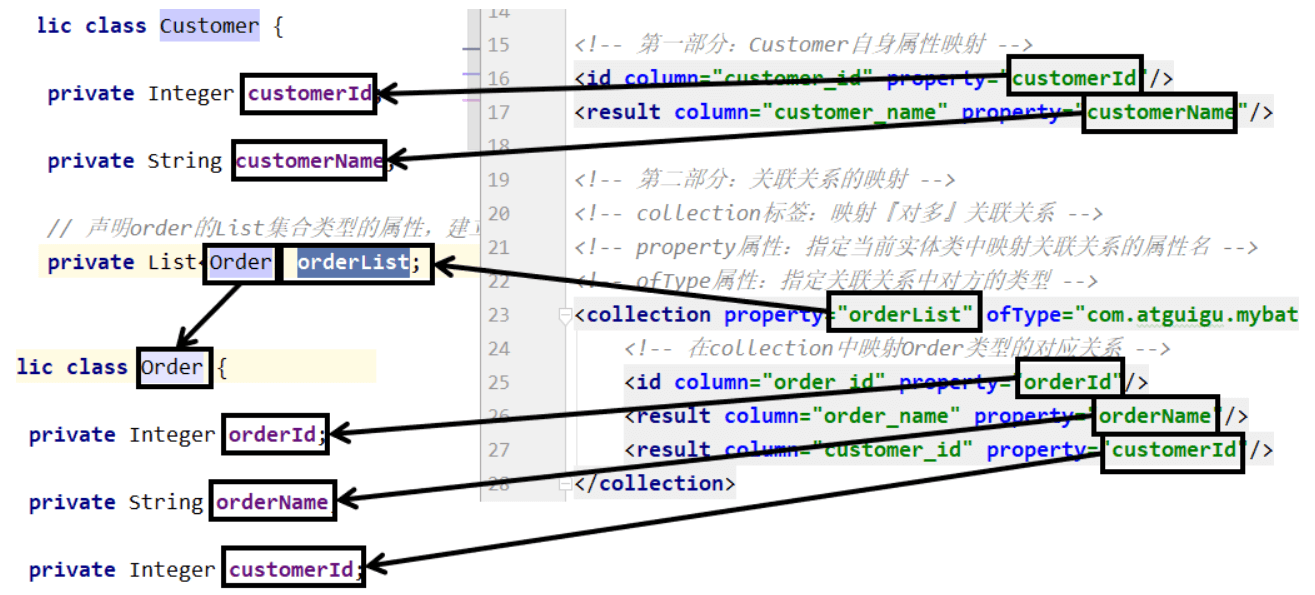 lic class Customer {
private Integer customerId;
private String customerName;
// 声明order的List集合类型的属性，建立
private List<Order orderList;
lic class Order {
private Integer orderId;
private String orderName
private Integer customerId;
14
15 <!-- 第一部分：Customer自身属性映射 -->
16 <id column="customer_id" property="customerId"/>
17 <result column="customer_name" property="customerName"/>
18
19 <!-- 第二部分：关联关系的映射 -->
20 <!-- collection标签：映射『对多』关联关系 -->
21 <!-- property属性：指定当前实体类中映射关联关系的属性名 -->
22 <!-- ofType属性：指定关联关系中对方的类型 -->
23 <collection property="orderList" ofType="com.atguigu.mybat
24 <!-- 在collection中映射Order类型的对应关系 -->
25 <id column="order_id" property="orderId"/>
26 <result column="order_name" property="orderName"/>
27 <result column="customer_id" property="customerId"/>
28 </collection>